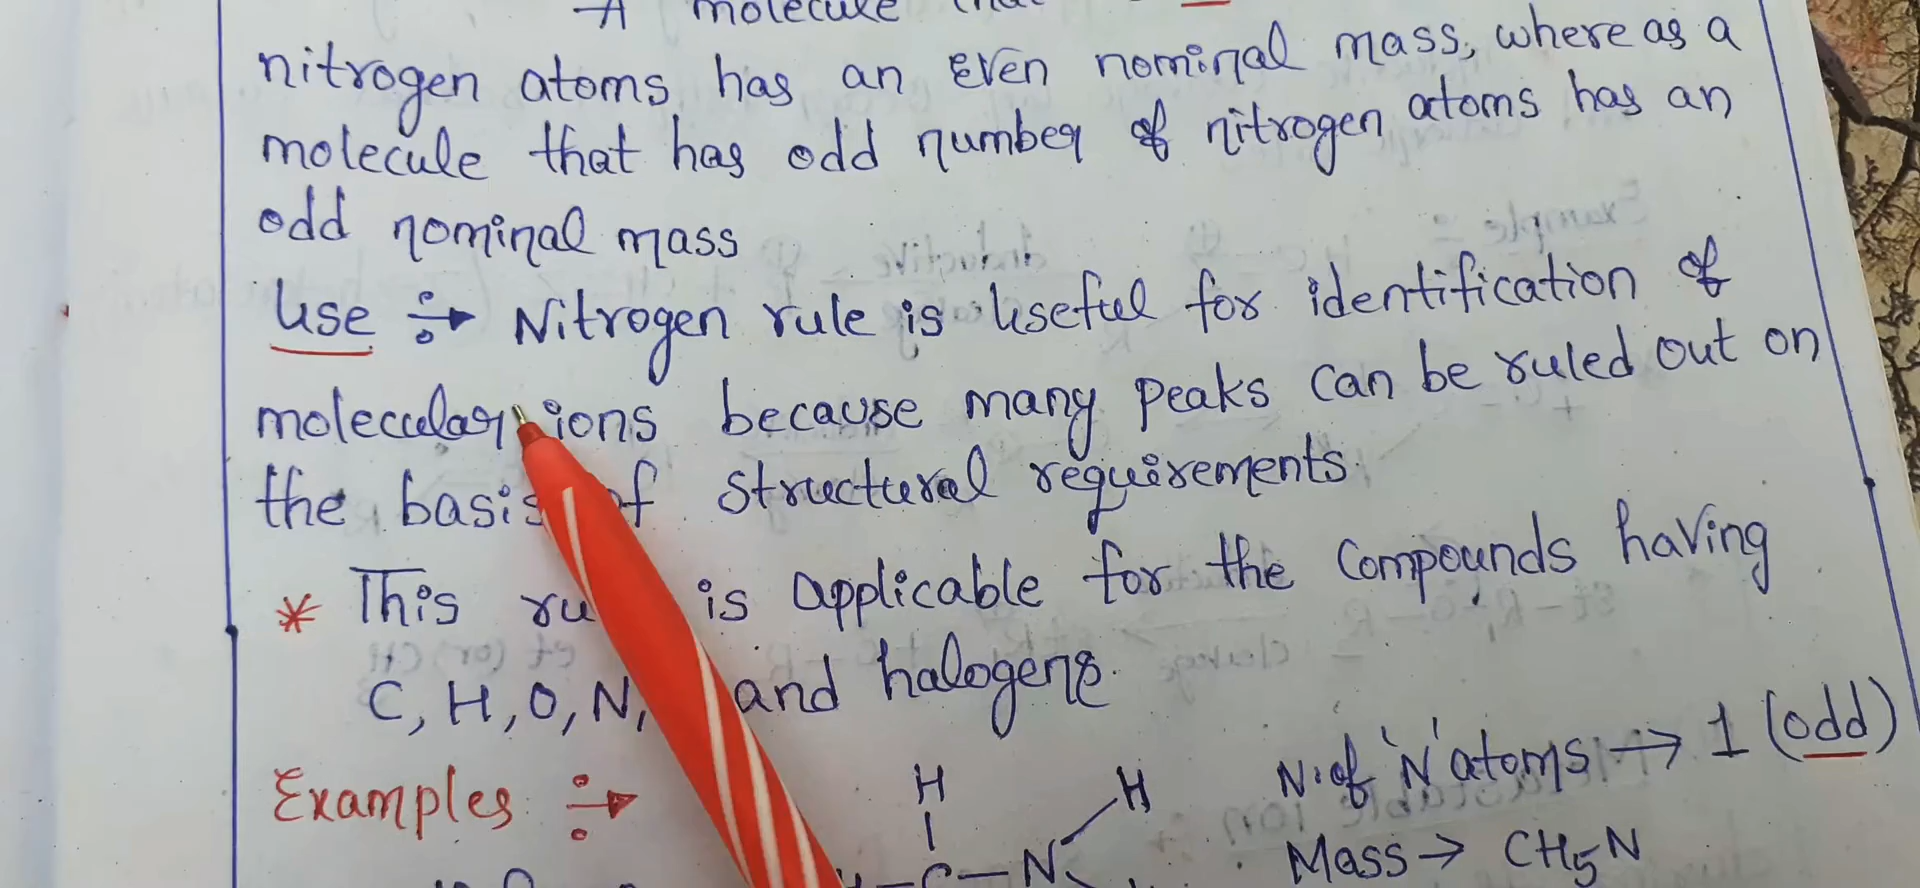 A molecule
nitrogen atoms has an even nominal mass, where as a
molecule that has odd number of nitrogen atoms has an
odd nominal mass
Use ÷→ Nitrogen rule is useful for identification of
molecular ions because many peaks can be ruled out on
the basis of structural requirements.
* This is applicable for the compounds having
C, H, O, N, and halogens.
Examples ÷→
H
H
N. of 'N' atoms → 1 (odd)
Mass → CH5N
C–N